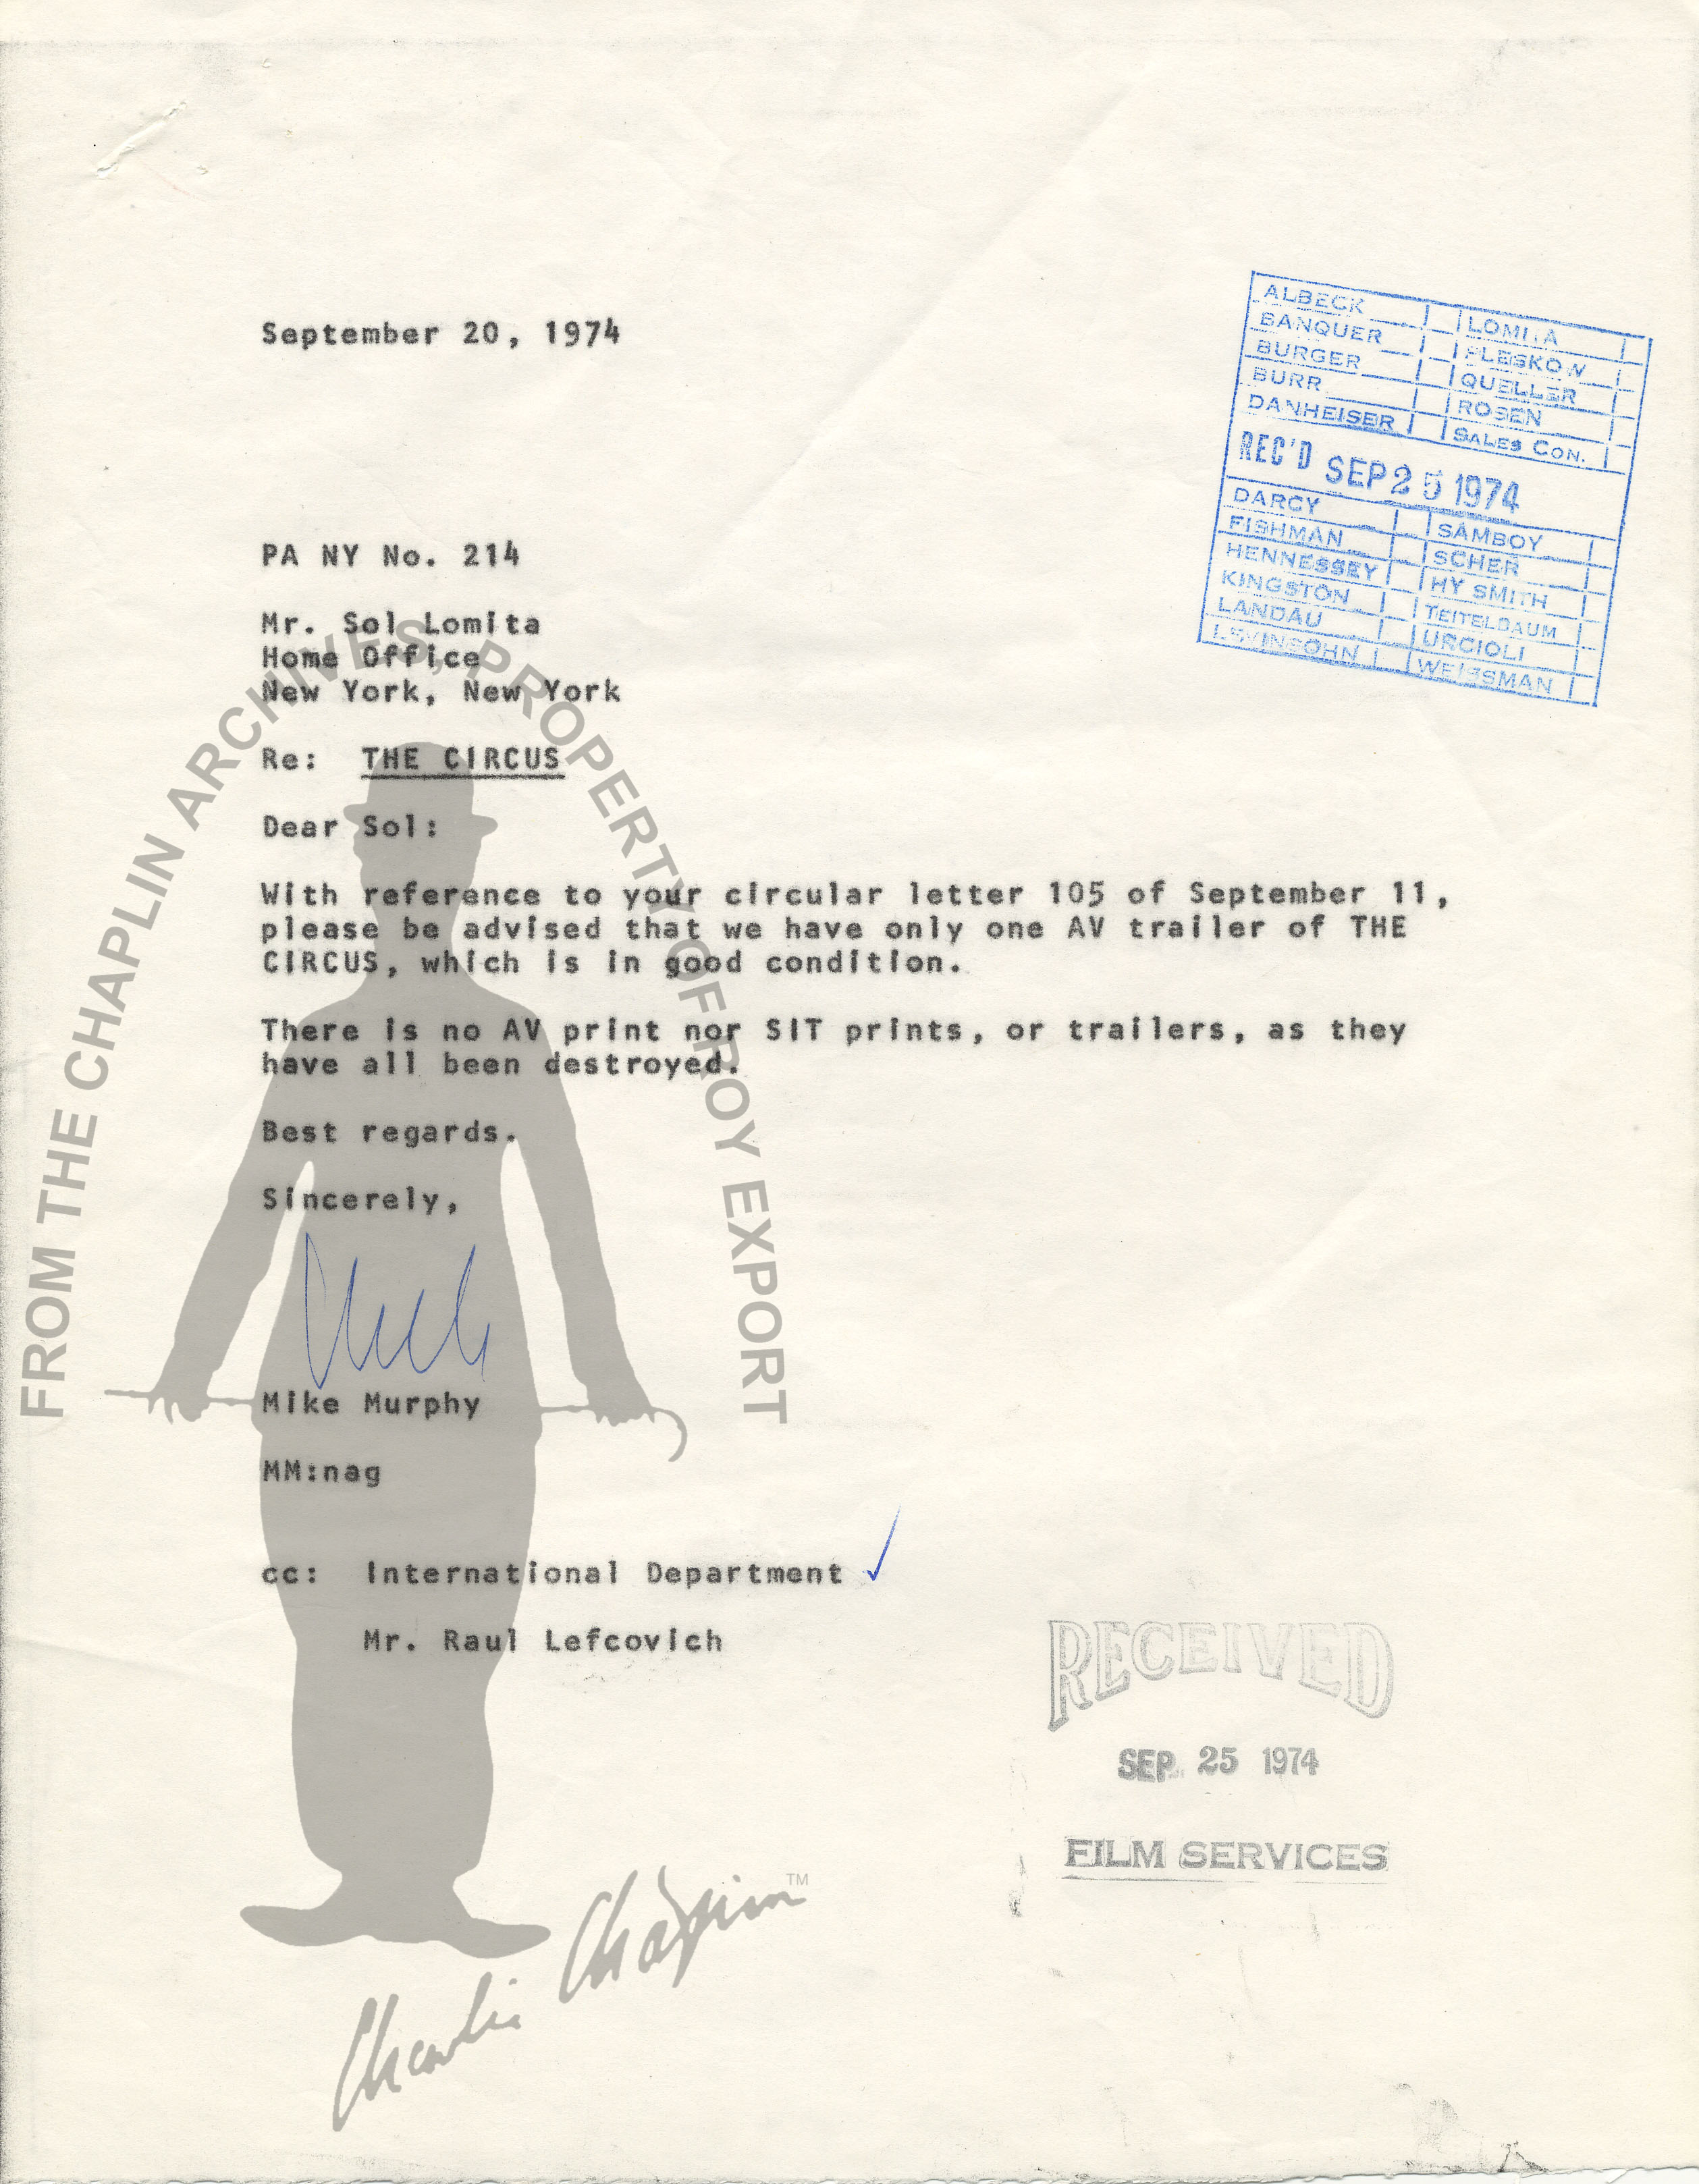 September 20, 1974
ALBECK LOMITA
BANQUER PLESKOW
BURGER QUELLER
BURR ROSEN
DANHEISER SALES CON.
REC'D SEP 25 1974
DARCY SAMBOY
FISHMAN SCHER
HENNESSEY HY SMITH
KINGSTON TEITELBAUM
LANDAU URCIOLI
LEVINSOHN WEISSMAN
PA NY No. 214
Mr. Sol Lomita
Home Office
New York, New York
Re: THE CIRCUS
Dear Sol:
With reference to your circular letter 105 of September 11,
please be advised that we have only one AV trailer of THE
CIRCUS, which is in good condition.
There is no AV print nor SIT prints, or trailers, as they
have all been destroyed.
Best regards.
Sincerely,
Mike Murphy
MM:nag
cc: International Department
Mr. Raul Lefcovich
RECEIVED
SEP. 25 1974
FILM SERVICES
FROM THE CHAPLIN ARCHIVES, PROPERTY OF ROY EXPORT
Charlie Chaplin TM